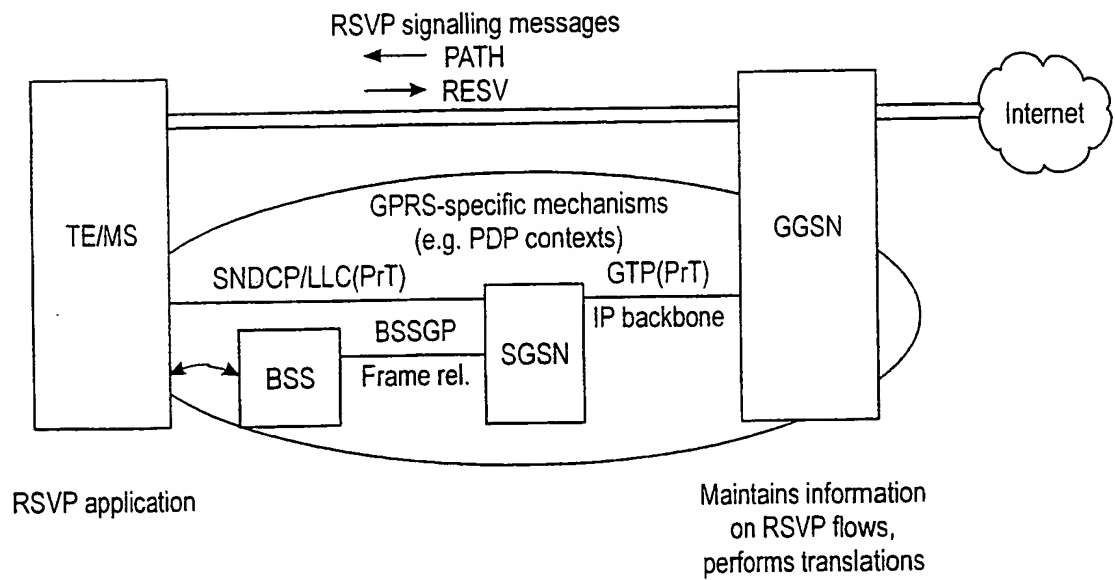 RSVP signalling messages
PATH
RESV
Internet
TE/MS
GPRS-specific mechanisms
(e.g. PDP contexts)
GGSN
SNDCP/LLC(PrT)
GTP(PrT)
IP backbone
BSSGP
SGSN
BSS
Frame rel.
RSVP application
Maintains information
on RSVP flows,
performs translations